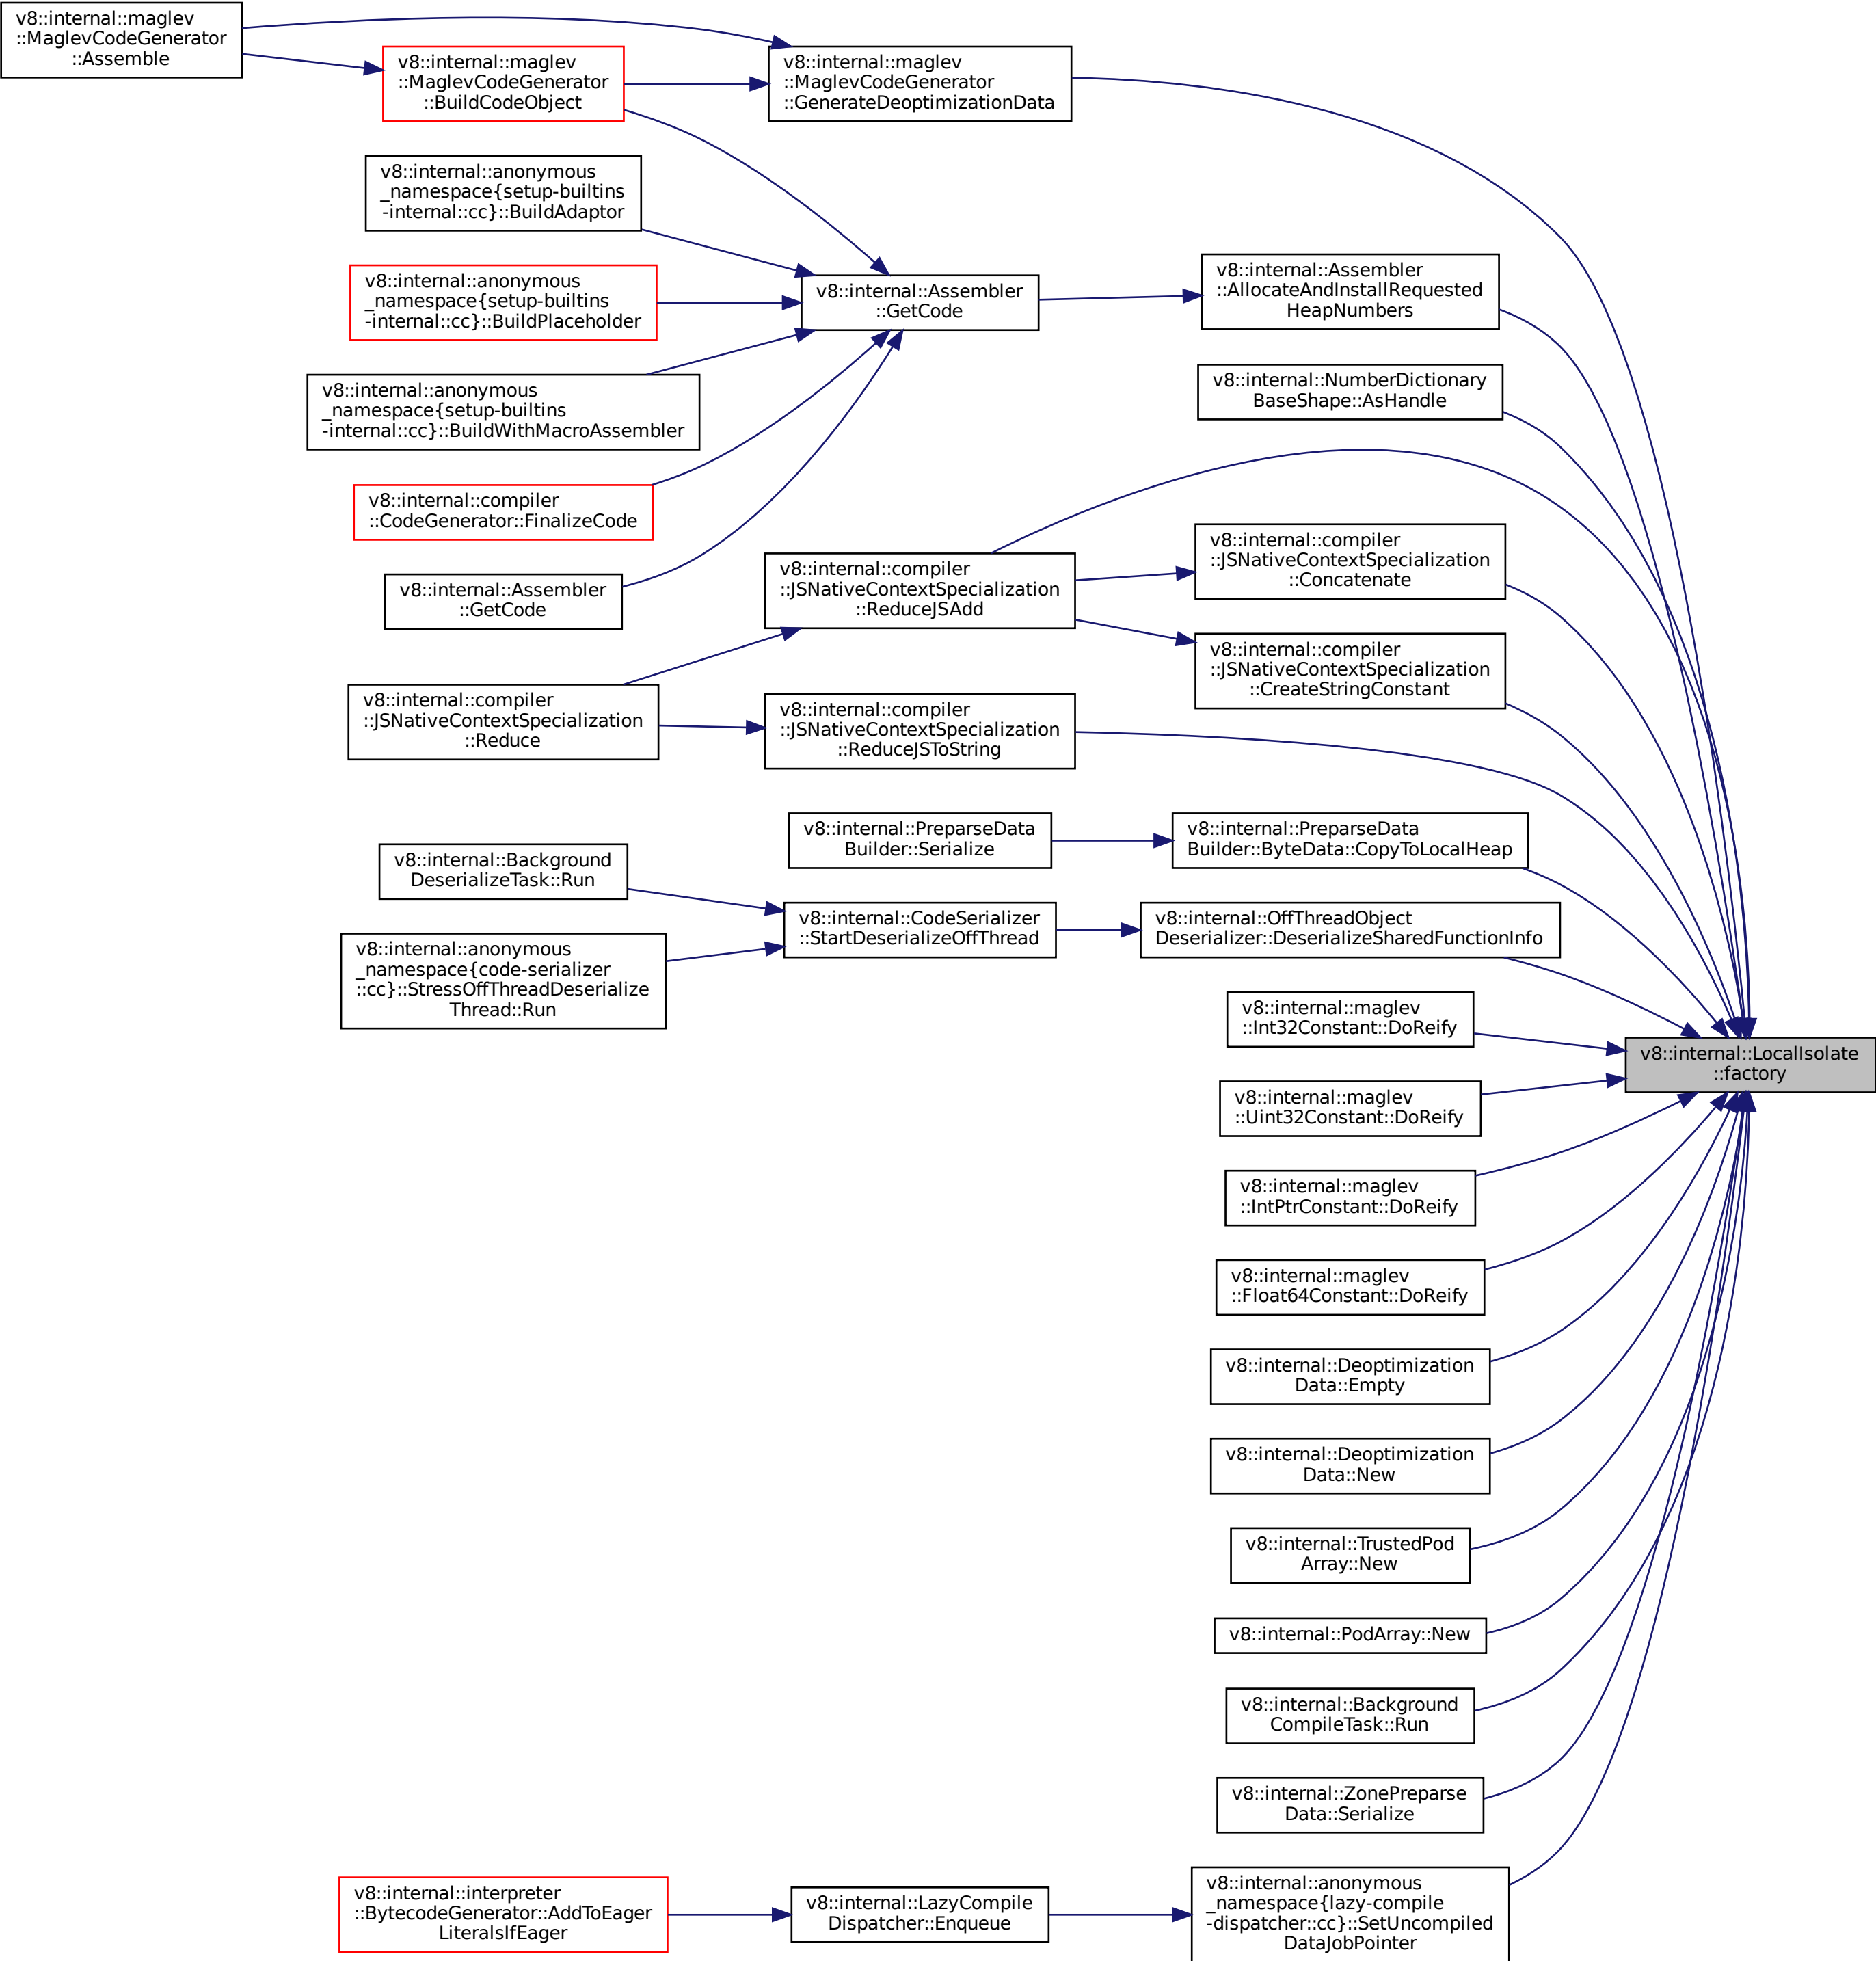 v8::internal::maglev
::MaglevCodeGenerator
::Assemble
v8::internal::maglev
::MaglevCodeGenerator
::BuildCodeObject
v8::internal::maglev
::MaglevCodeGenerator
::GenerateDeoptimizationData
v8::internal::anonymous
_namespace{setup-builtins
-internal::cc}::BuildAdaptor
v8::internal::anonymous
_namespace{setup-builtins
-internal::cc}::BuildPlaceholder
v8::internal::Assembler
::GetCode
v8::internal::Assembler
::AllocateAndInstallRequested
HeapNumbers
v8::internal::anonymous
_namespace{setup-builtins
-internal::cc}::BuildWithMacroAssembler
v8::internal::NumberDictionary
BaseShape::AsHandle
v8::internal::compiler
::CodeGenerator::FinalizeCode
v8::internal::Assembler
::GetCode
v8::internal::compiler
::JSNativeContextSpecialization
::ReduceJSAdd
v8::internal::compiler
::JSNativeContextSpecialization
::Concatenate
v8::internal::compiler
::JSNativeContextSpecialization
::CreateStringConstant
v8::internal::compiler
::JSNativeContextSpecialization
::Reduce
v8::internal::compiler
::JSNativeContextSpecialization
::ReduceJSToString
v8::internal::PreparseData
Builder::Serialize
v8::internal::PreparseData
Builder::ByteData::CopyToLocalHeap
v8::internal::Background
DeserializeTask::Run
v8::internal::anonymous
_namespace{code-serializer
::cc}::StressOffThreadDeserialize
Thread::Run
v8::internal::CodeSerializer
::StartDeserializeOffThread
v8::internal::OffThreadObject
Deserializer::DeserializeSharedFunctionInfo
v8::internal::maglev
::Int32Constant::DoReify
v8::internal::LocalIsolate
::factory
v8::internal::maglev
::Uint32Constant::DoReify
v8::internal::maglev
::IntPtrConstant::DoReify
v8::internal::maglev
::Float64Constant::DoReify
v8::internal::Deoptimization
Data::Empty
v8::internal::Deoptimization
Data::New
v8::internal::TrustedPod
Array::New
v8::internal::PodArray::New
v8::internal::Background
CompileTask::Run
v8::internal::ZonePreparse
Data::Serialize
v8::internal::interpreter
::BytecodeGenerator::AddToEager
LiteralsIfEager
v8::internal::LazyCompile
Dispatcher::Enqueue
v8::internal::anonymous
_namespace{lazy-compile
-dispatcher::cc}::SetUncompiled
DataJobPointer